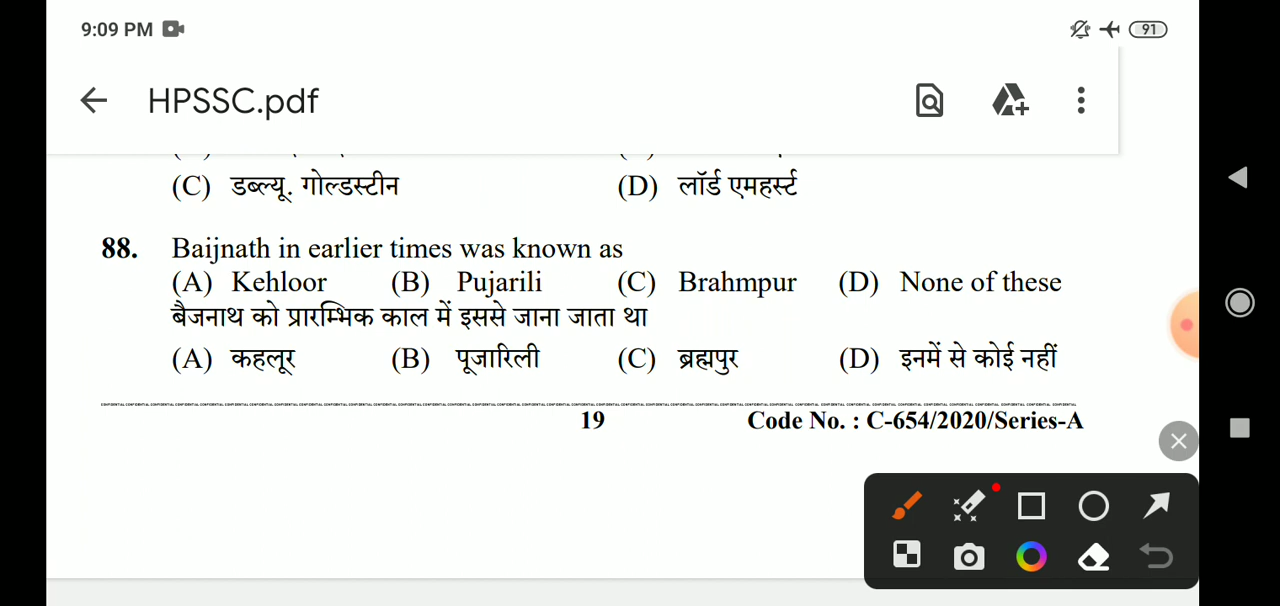 9:09 PM
91
HPSSC.pdf
(C) डब्ल्यू. गोल्डस्टीन (D) लॉर्ड एमहर्स्ट
88. Baijnath in earlier times was known as
(A) Kehloor (B) Pujarili (C) Brahmpur (D) None of these
बैजनाथ को प्रारम्भिक काल में इससे जाना जाता था
(A) कहलूर (B) पूजारिली (C) ब्रह्मपुर (D) इनमें से कोई नहीं
19 Code No. : C-654/2020/Series-A